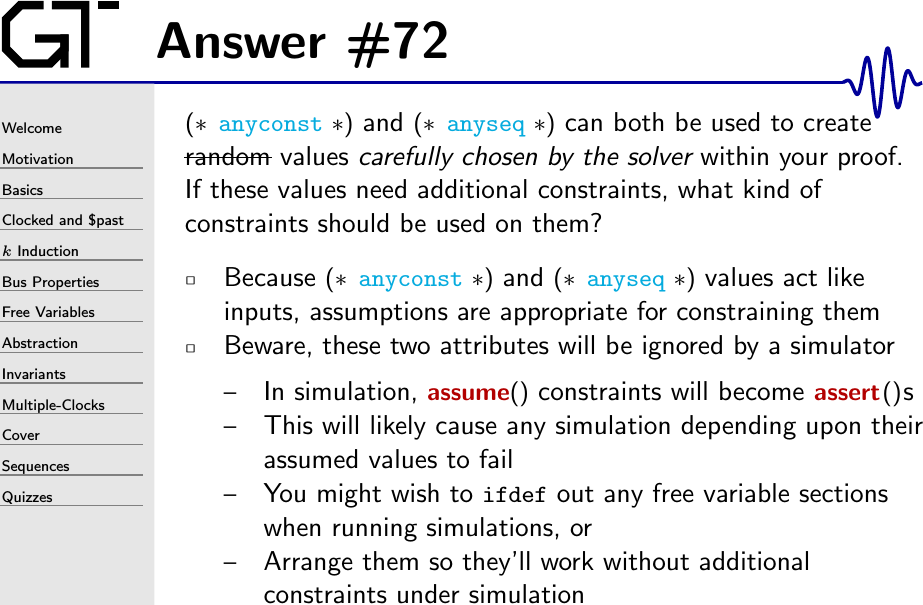 GT
Answer #72
Welcome
Motivation
Basics
Clocked and $past
k Induction
Bus Properties
Free Variables
Abstraction
Invariants
Multiple-Clocks
Cover
Sequences
Quizzes
(* anyconst *) and (* anyseq *) can both be used to create
random values carefully chosen by the solver within your proof.
If these values need additional constraints, what kind of
constraints should be used on them?
▫ Because (* anyconst *) and (* anyseq *) values act like
inputs, assumptions are appropriate for constraining them
▫ Beware, these two attributes will be ignored by a simulator
– In simulation, assume() constraints will become assert()s
– This will likely cause any simulation depending upon their
assumed values to fail
– You might wish to ifdef out any free variable sections
when running simulations, or
– Arrange them so they'll work without additional
constraints under simulation